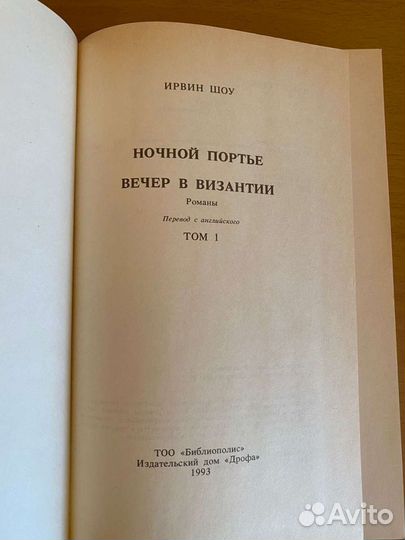 ИРВИН ШОУ
НОЧНОЙ ПОРТЬЕ
ВЕЧЕР В ВИЗАНТИИ
Романы
Перевод с английского
ТОМ 1
ТОО «Библиополис»
Издательский дом «Дрофа»
1993
Avito